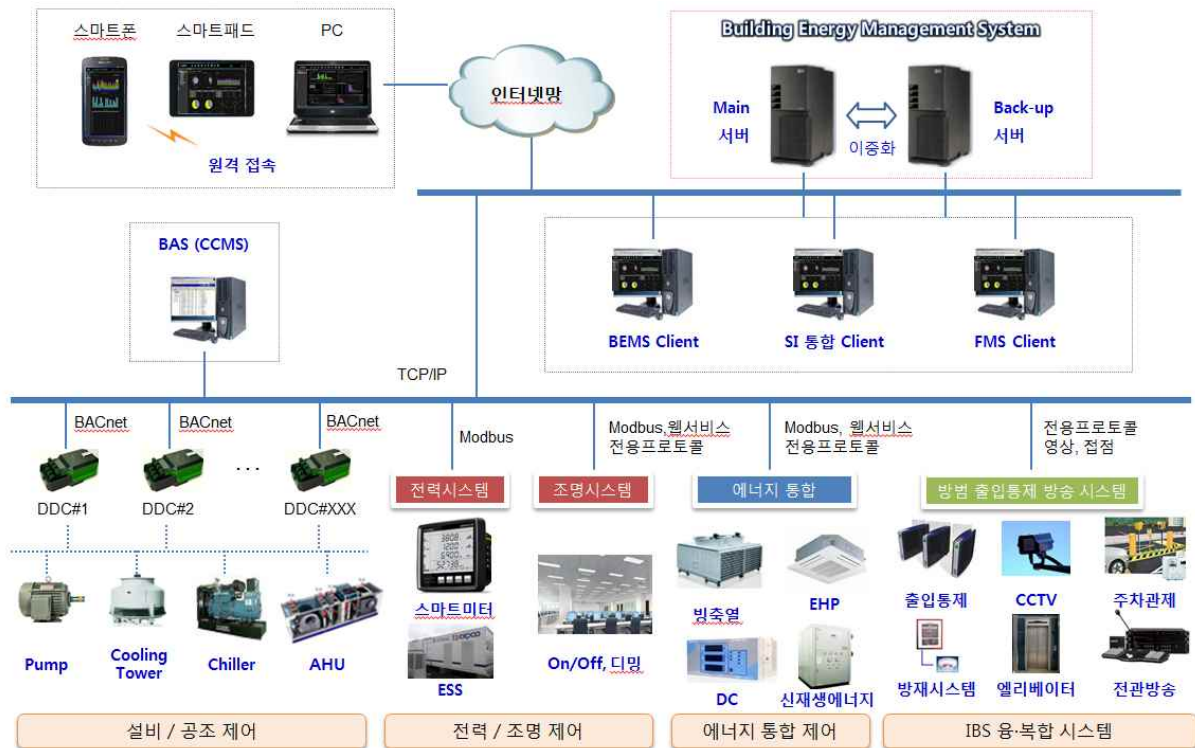 스마트폰
스마트패드
PC
원격 접속
인터넷망
Building Energy Management System
Main
서버
이중화
Back-up
서버
BAS (CCMS)
BEMS Client
SI 통합 Client
FMS Client
TCP/IP
BACnet
BACnet
BACnet
Modbus
Modbus,웹서비스
전용프로토콜
Modbus, 웹서비스
전용프로토콜
전용프로토콜
영상, 접점
DDC#1
DDC#2
...
DDC#XXX
전력시스템
조명시스템
에너지 통합
방범 출입통제 방송 시스템
Pump
Cooling
Tower
Chiller
AHU
스마트미터
ESS
On/Off, 디밍
빙축열
EHP
DC
신재생에너지
출입통제
CCTV
주차관제
방재시스템
엘리베이터
전관방송
설비 / 공조 제어
전력 / 조명 제어
에너지 통합 제어
IBS 융·복합 시스템